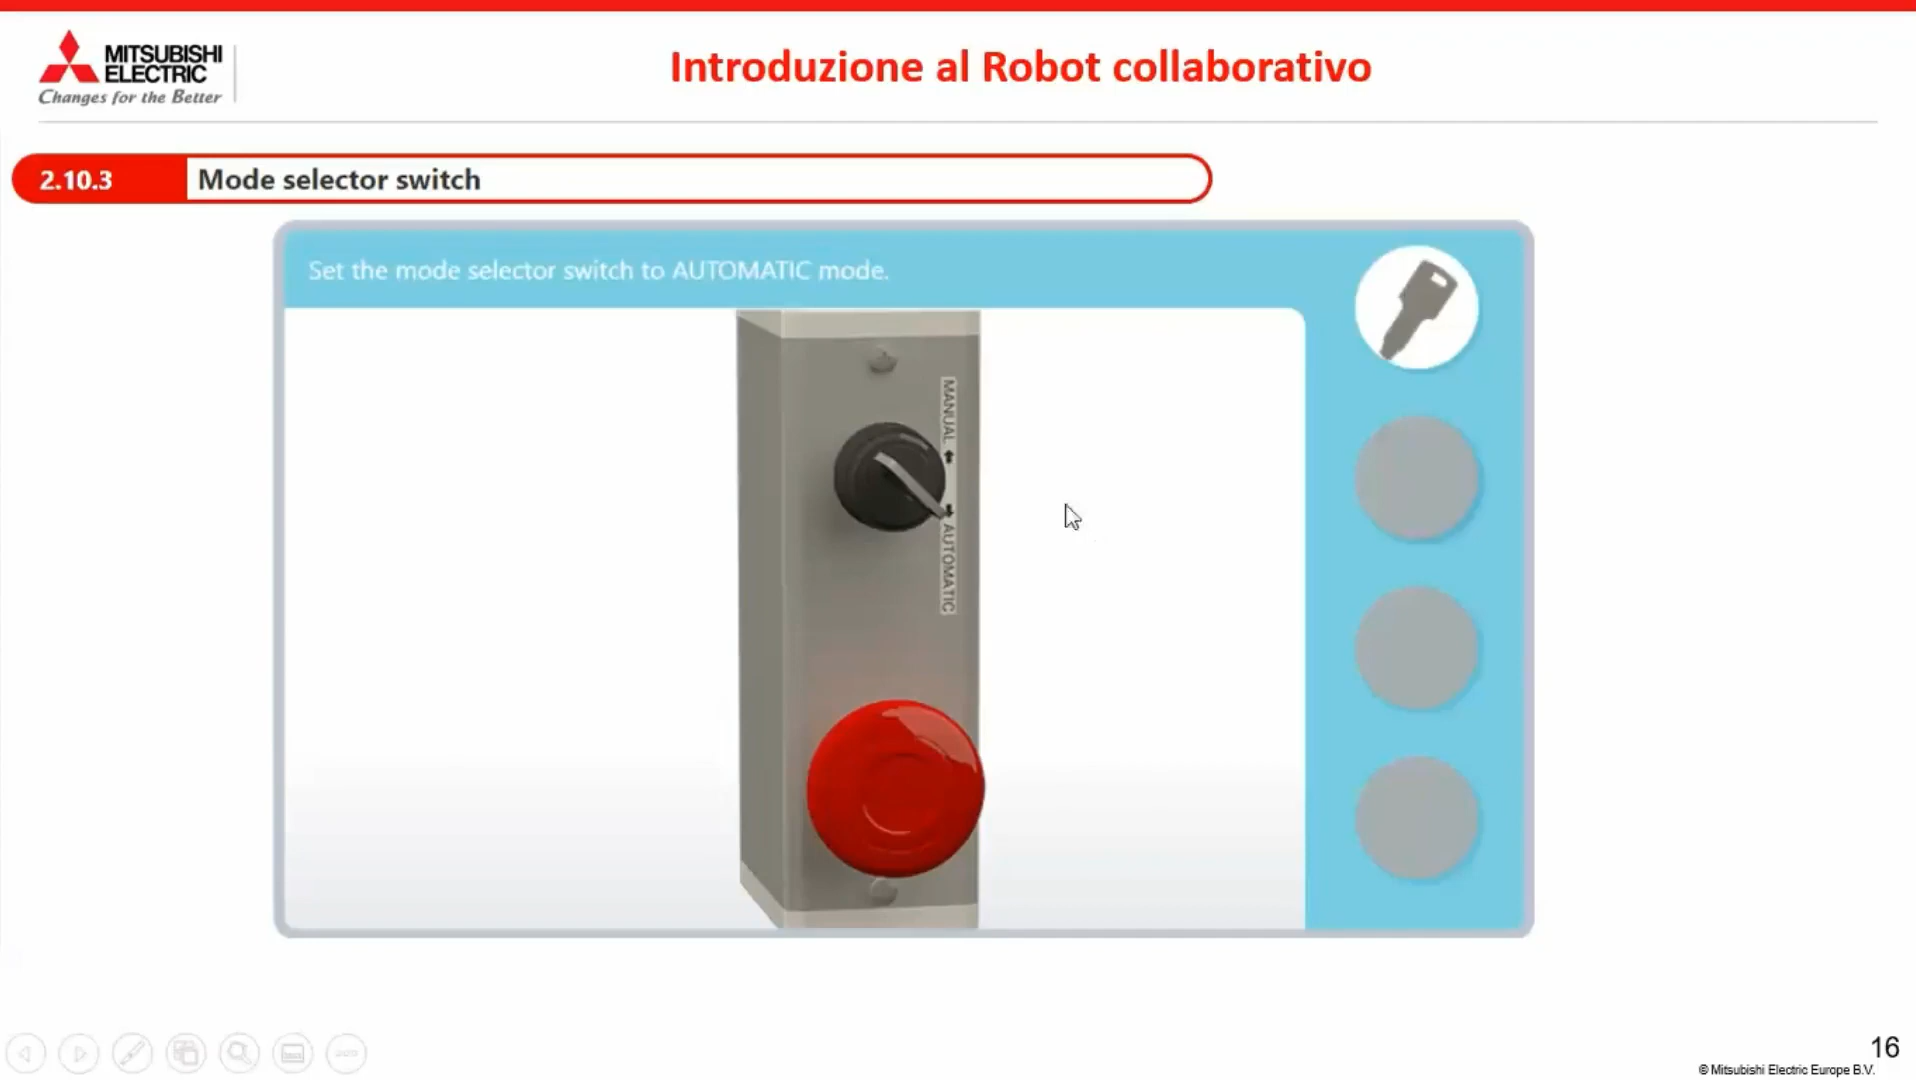 MITSUBISHI
ELECTRIC
Changes for the Better
Introduzione al Robot collaborativo
2.10.3
Mode selector switch
Set the mode selector switch to AUTOMATIC mode.
MANUAL
AUTOMATIC
16
© Mitsubishi Electric Europe B.V.